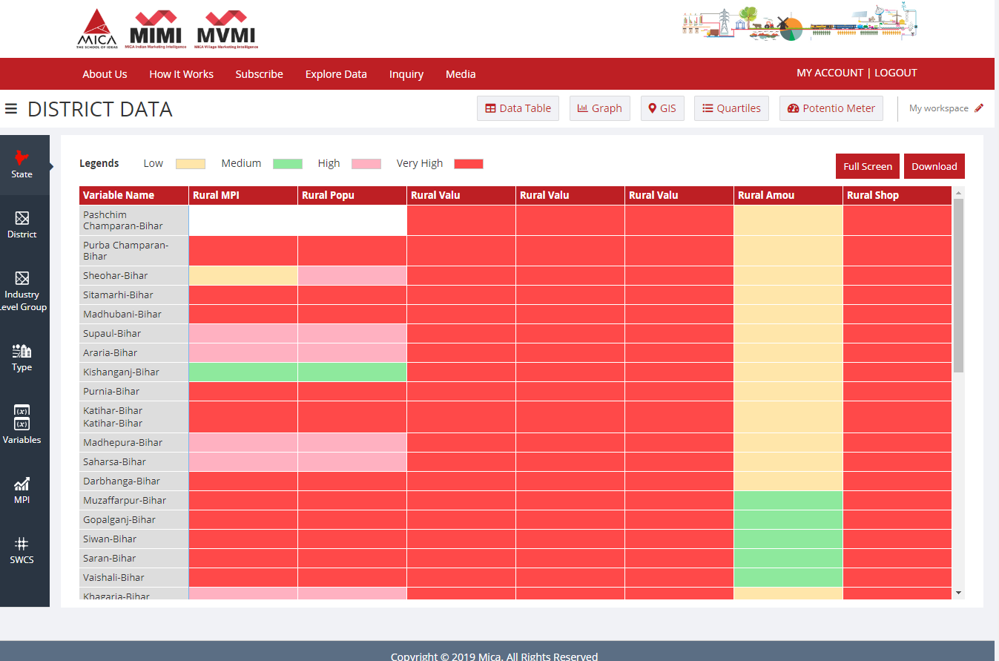 MICA
THE SCHOOL OF IDEAS
MIMI
MICA Indian Marketing Intelligence
MVMI
MICA Village Marketing Intelligence
About Us How It Works Subscribe Explore Data Inquiry Media MY ACCOUNT | LOGOUT
DISTRICT DATA Data Table Graph GIS Quartiles Potentio Meter My workspace
State
District
Industry
Level Group
Type
(x)
(x)
Variables
MPI
SWCS
Legends Low Medium High Very High Full Screen Download
Variable Name Rural MPI Rural Popu Rural Valu Rural Valu Rural Valu Rural Amou Rural Shop
Pashchim
Champaran-Bihar
Purba Champaran-
Bihar
Sheohar-Bihar
Sitamarhi-Bihar
Madhubani-Bihar
Supaul-Bihar
Araria-Bihar
Kishanganj-Bihar
Purnia-Bihar
Katihar-Bihar
Katihar-Bihar
Madhepura-Bihar
Saharsa-Bihar
Darbhanga-Bihar
Muzaffarpur-Bihar
Gopalganj-Bihar
Siwan-Bihar
Saran-Bihar
Vaishali-Bihar
Khagaria-Bihar
Copyright © 2019 Mica. All Rights Reserved